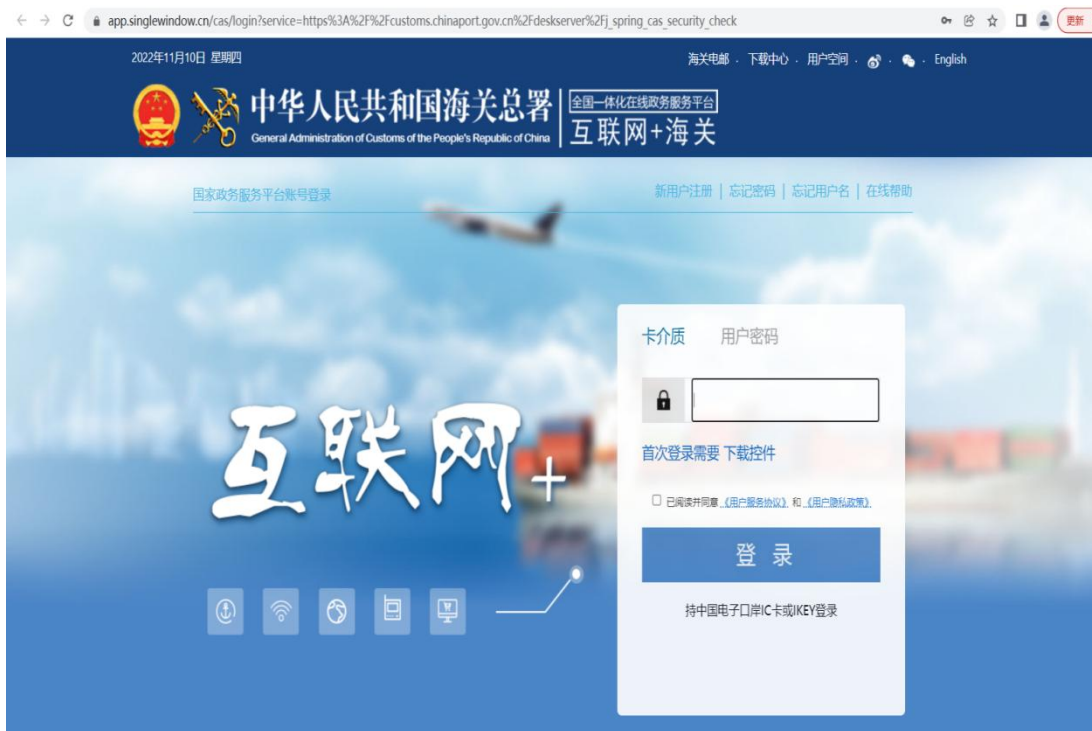 app.singlewindow.cn/cas/login?service=https%3A%2F%2Fcustoms.chinaport.gov.cn%2Fdeskserver%2Fj_spring_cas_security_check
更新
2022年11月10日 星期四
海关电邮 · 下载中心 · 用户空间 · · · English
中华人民共和国海关总署
General Administration of Customs of the People's Republic of China
全国一体化在线政务服务平台
互联网+海关
国家政务服务平台账号登录
新用户注册 | 忘记密码 | 忘记用户名 | 在线帮助
卡介质 用户密码
互联网+
首次登录需要 下载控件
已阅读并同意《用户服务协议》 和 《用户隐私政策》
登 录
持中国电子口岸IC卡或IKEY登录